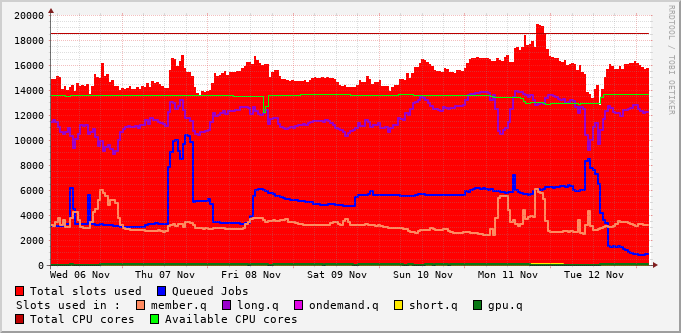 20000
18000
16000
14000
12000
10000
8000
6000
4000
2000
0
Wed 06 Nov Thu 07 Nov Fri 08 Nov Sat 09 Nov Sun 10 Nov Mon 11 Nov Tue 12 Nov
Total slots used Queued Jobs
Slots used in : member.q long.q ondemand.q short.q gpu.q
Total CPU cores Available CPU cores
RRDTOOL / TOBI OETIKER